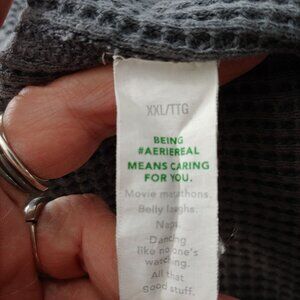 XXL/TTG
BEING
#AERIEREAL
MEANS CARING
FOR YOU.
Movie marathons.
Belly laughs.
Naps.
Dancing
like no one's
watching.
All that
good stuff.